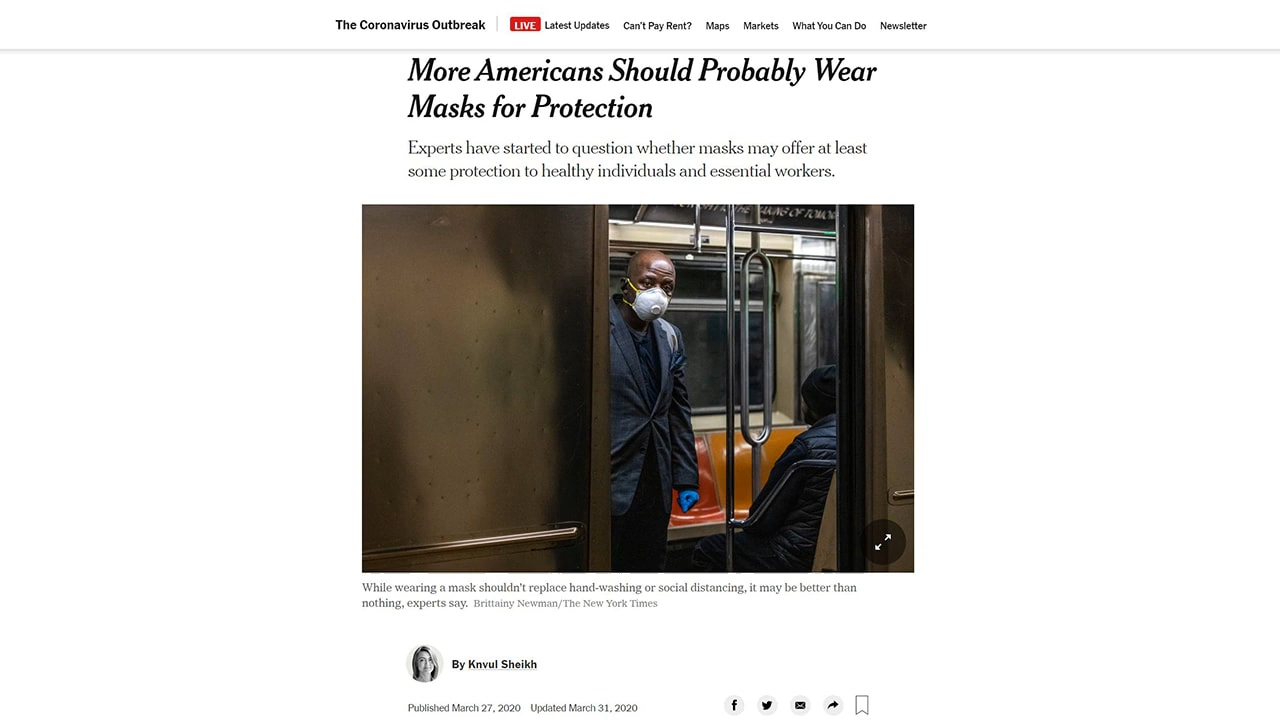 The Coronavirus Outbreak LIVE Latest Updates Can't Pay Rent? Maps Markets What You Can Do Newsletter
More Americans Should Probably Wear
Masks for Protection
Experts have started to question whether masks may offer at least
some protection to healthy individuals and essential workers.
MAKING OF TOMOR
While wearing a mask shouldn't replace hand-washing or social distancing, it may be better than
nothing, experts say. Brittainy Newman/The New York Times
By Knvul Sheikh
Published March 27, 2020 Updated March 31, 2020